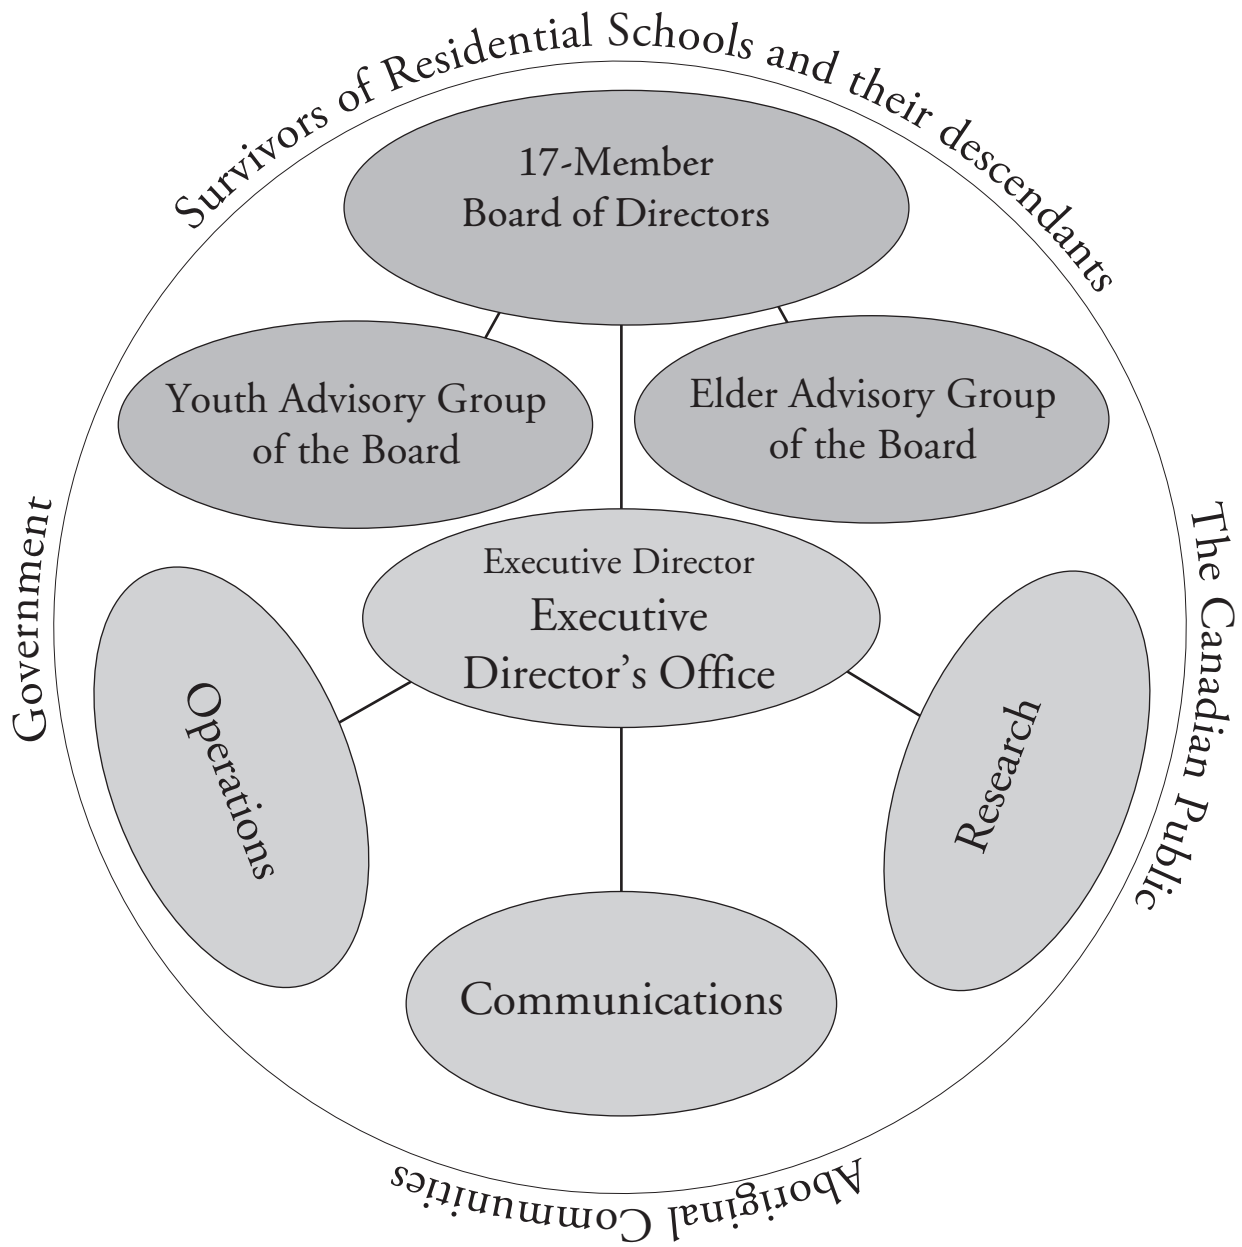 Survivors of Residential Schools and their descendants
17-Member
Board of Directors
Youth Advisory Group
of the Board
Elder Advisory Group
of the Board
Government
The Canadian Public
Executive Director
Executive
Director’s Office
Operations
Research
Communications
Aboriginal Communities